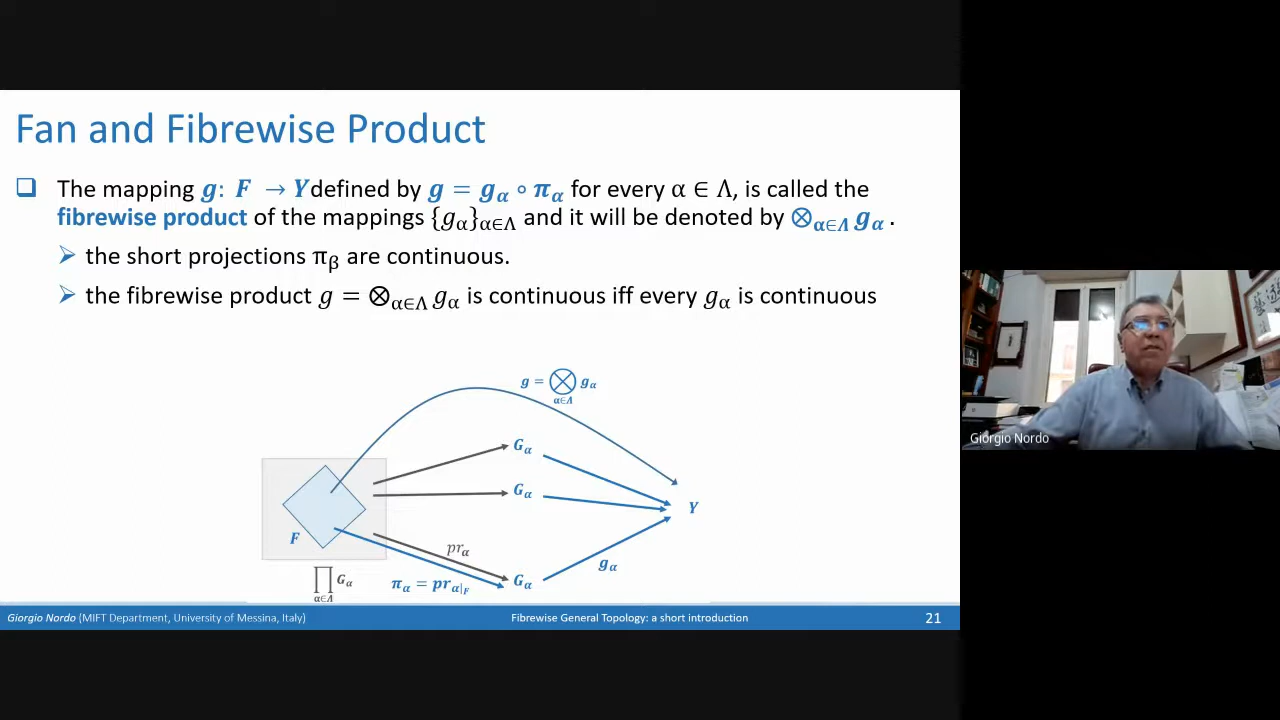 Fan and Fibrewise Product
❑ The mapping g: F → Y defined by g = gα ∘ πα for every α ∈ Λ, is called the
fibrewise product of the mappings {gα}α∈Λ and it will be denoted by ⊗α∈Λ gα .
➢ the short projections πβ are continuous.
➢ the fibrewise product g = ⊗α∈Λ gα is continuous iff every gα is continuous
g = ⨂ gα
α∈Λ
Gα
Gα
Y
F
prα
gα
∏ Gα
α∈Λ
πα = prα|F
Gα
Giorgio Nordo (MIFT Department, University of Messina, Italy)
Fibrewise General Topology: a short introduction
21
Giorgio Nordo